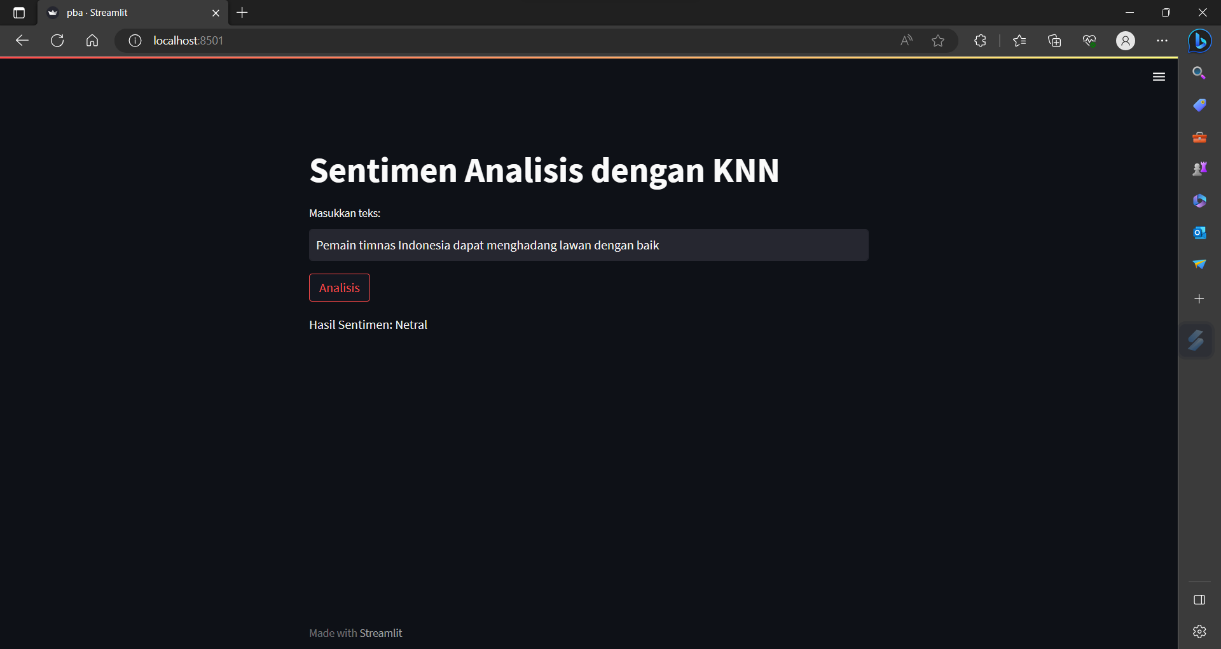 pba · Streamlit
localhost:8501
Sentimen Analisis dengan KNN
Masukkan teks:
Pemain timnas Indonesia dapat menghadang lawan dengan baik
Analisis
Hasil Sentimen: Netral
Made with Streamlit